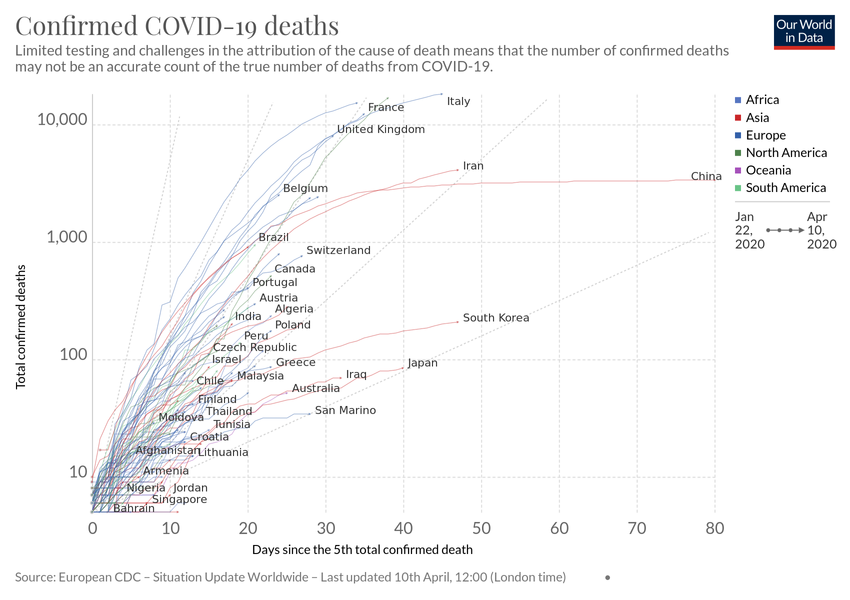 Confirmed COVID-19 deaths
Limited testing and challenges in the attribution of the cause of death means that the number of confirmed deaths
may not be an accurate count of the true number of deaths from COVID-19.
Our World
in Data
Total confirmed deaths
10,000
1,000
100
10
France
Italy
United Kingdom
Iran
China
Belgium
Brazil
Switzerland
Canada
Portugal
Austria
Algeria
India
Poland
South Korea
Peru
Czech Republic
Israel
Greece
Japan
Chile
Malaysia
Iraq
Australia
Finland
Thailand
San Marino
Moldova
Tunisia
Croatia
Afghanistan
Lithuania
Armenia
Nigeria
Jordan
Singapore
Bahrain
0 10 20 30 40 50 60 70 80
Days since the 5th total confirmed death
Africa
Asia
Europe
North America
Oceania
South America
Jan
22,
2020
Apr
10,
2020
Source: European CDC – Situation Update Worldwide – Last updated 10th April, 12:00 (London time)